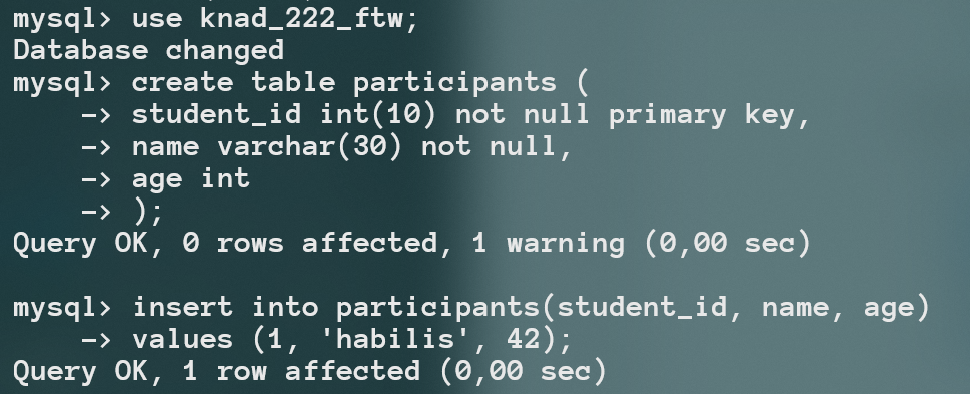 mysql> use knad_222_ftw;
Database changed
mysql> create table participants (
    -> student_id int(10) not null primary key,
    -> name varchar(30) not null,
    -> age int
    -> );
Query OK, 0 rows affected, 1 warning (0,00 sec)

mysql> insert into participants(student_id, name, age)
    -> values (1, 'habilis', 42);
Query OK, 1 row affected (0,00 sec)